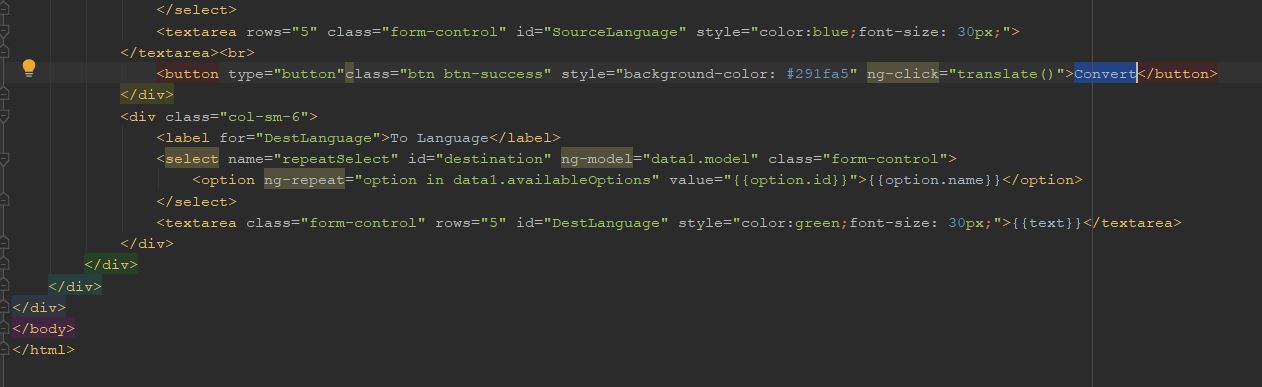 </select>
<textarea rows="5" class="form-control" id="SourceLanguage" style="color:blue;font-size: 30px;">
</textarea><br>
<button type="button"class="btn btn-success" style="background-color: #291fa5" ng-click="translate()">Convert</button>
</div>
<div class="col-sm-6">
<label for="DestLanguage">To Language</label>
<select name="repeatSelect" id="destination" ng-model="data1.model" class="form-control">
<option ng-repeat="option in data1.availableOptions" value="{{option.id}}">{{option.name}}</option>
</select>
<textarea class="form-control" rows="5" id="DestLanguage" style="color:green;font-size: 30px;">{{text}}</textarea>
</div>
</div>
</div>
</div>
</body>
</html>